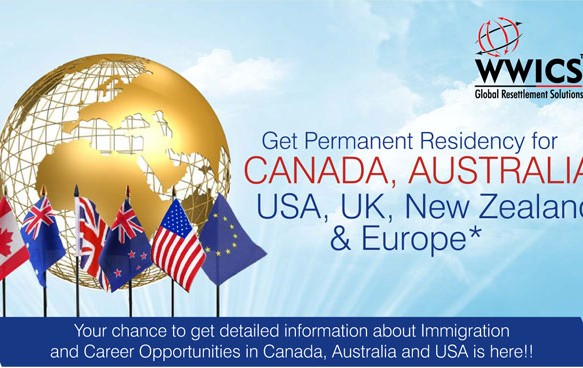 WWICS
Global Resettlement Solutions
Get Permanent Residency for
CANADA, AUSTRALIA
USA, UK, New Zealand
& Europe*
Your chance to get detailed information about Immigration
and Career Opportunities in Canada, Australia and USA is here!!